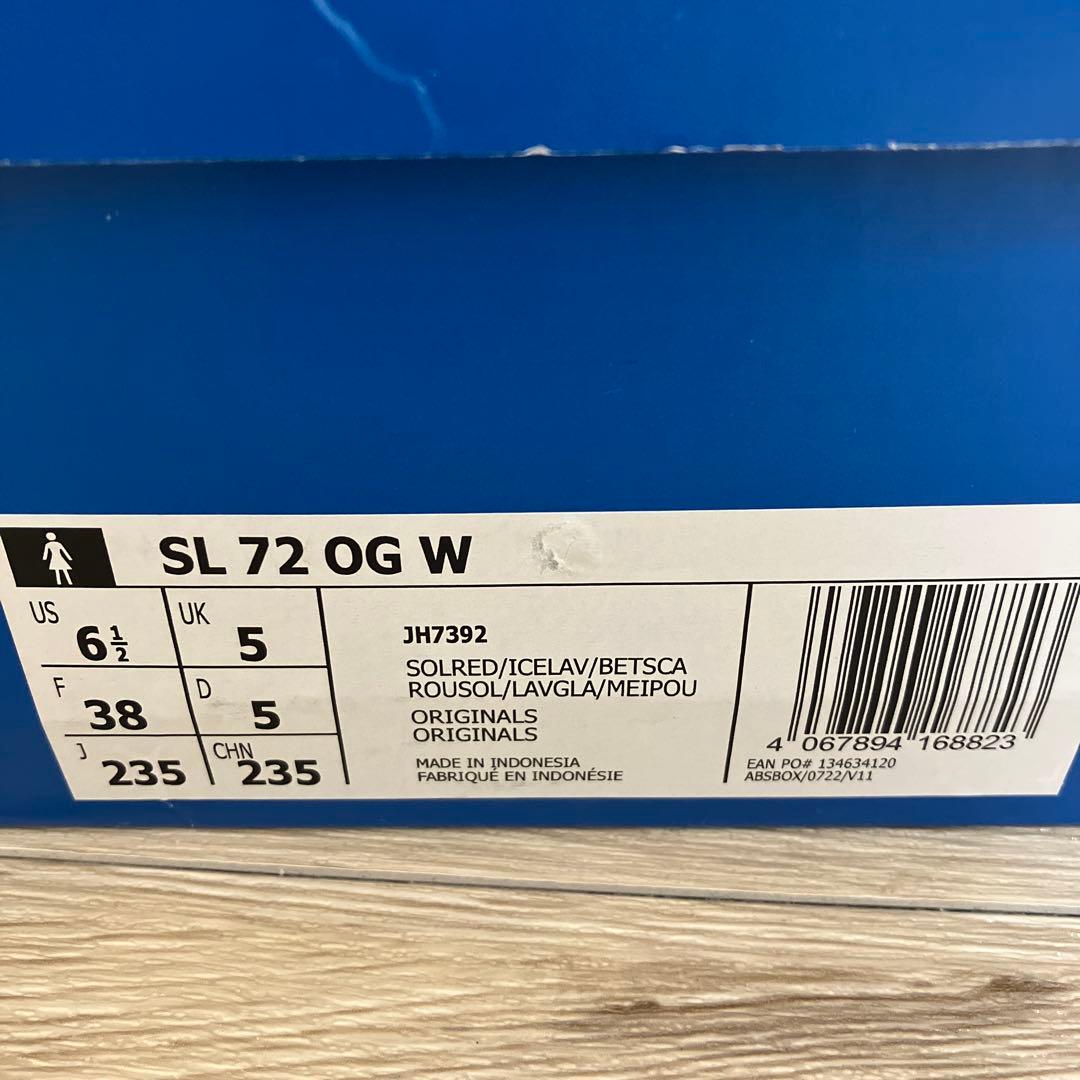 SL 72 OG W
US 6½
UK 5
F 38
D 5
J 235
CHN 235
JH7392
SOLRED/ICELAV/BETSCA
ROUSOL/LAVGLA/MEIPOU
ORIGINALS
ORIGINALS
MADE IN INDONESIA
FABRIQUÉ EN INDONÉSIE
4 067894 168823
EAN PO# 134634120
ABSBOX/0722/V11